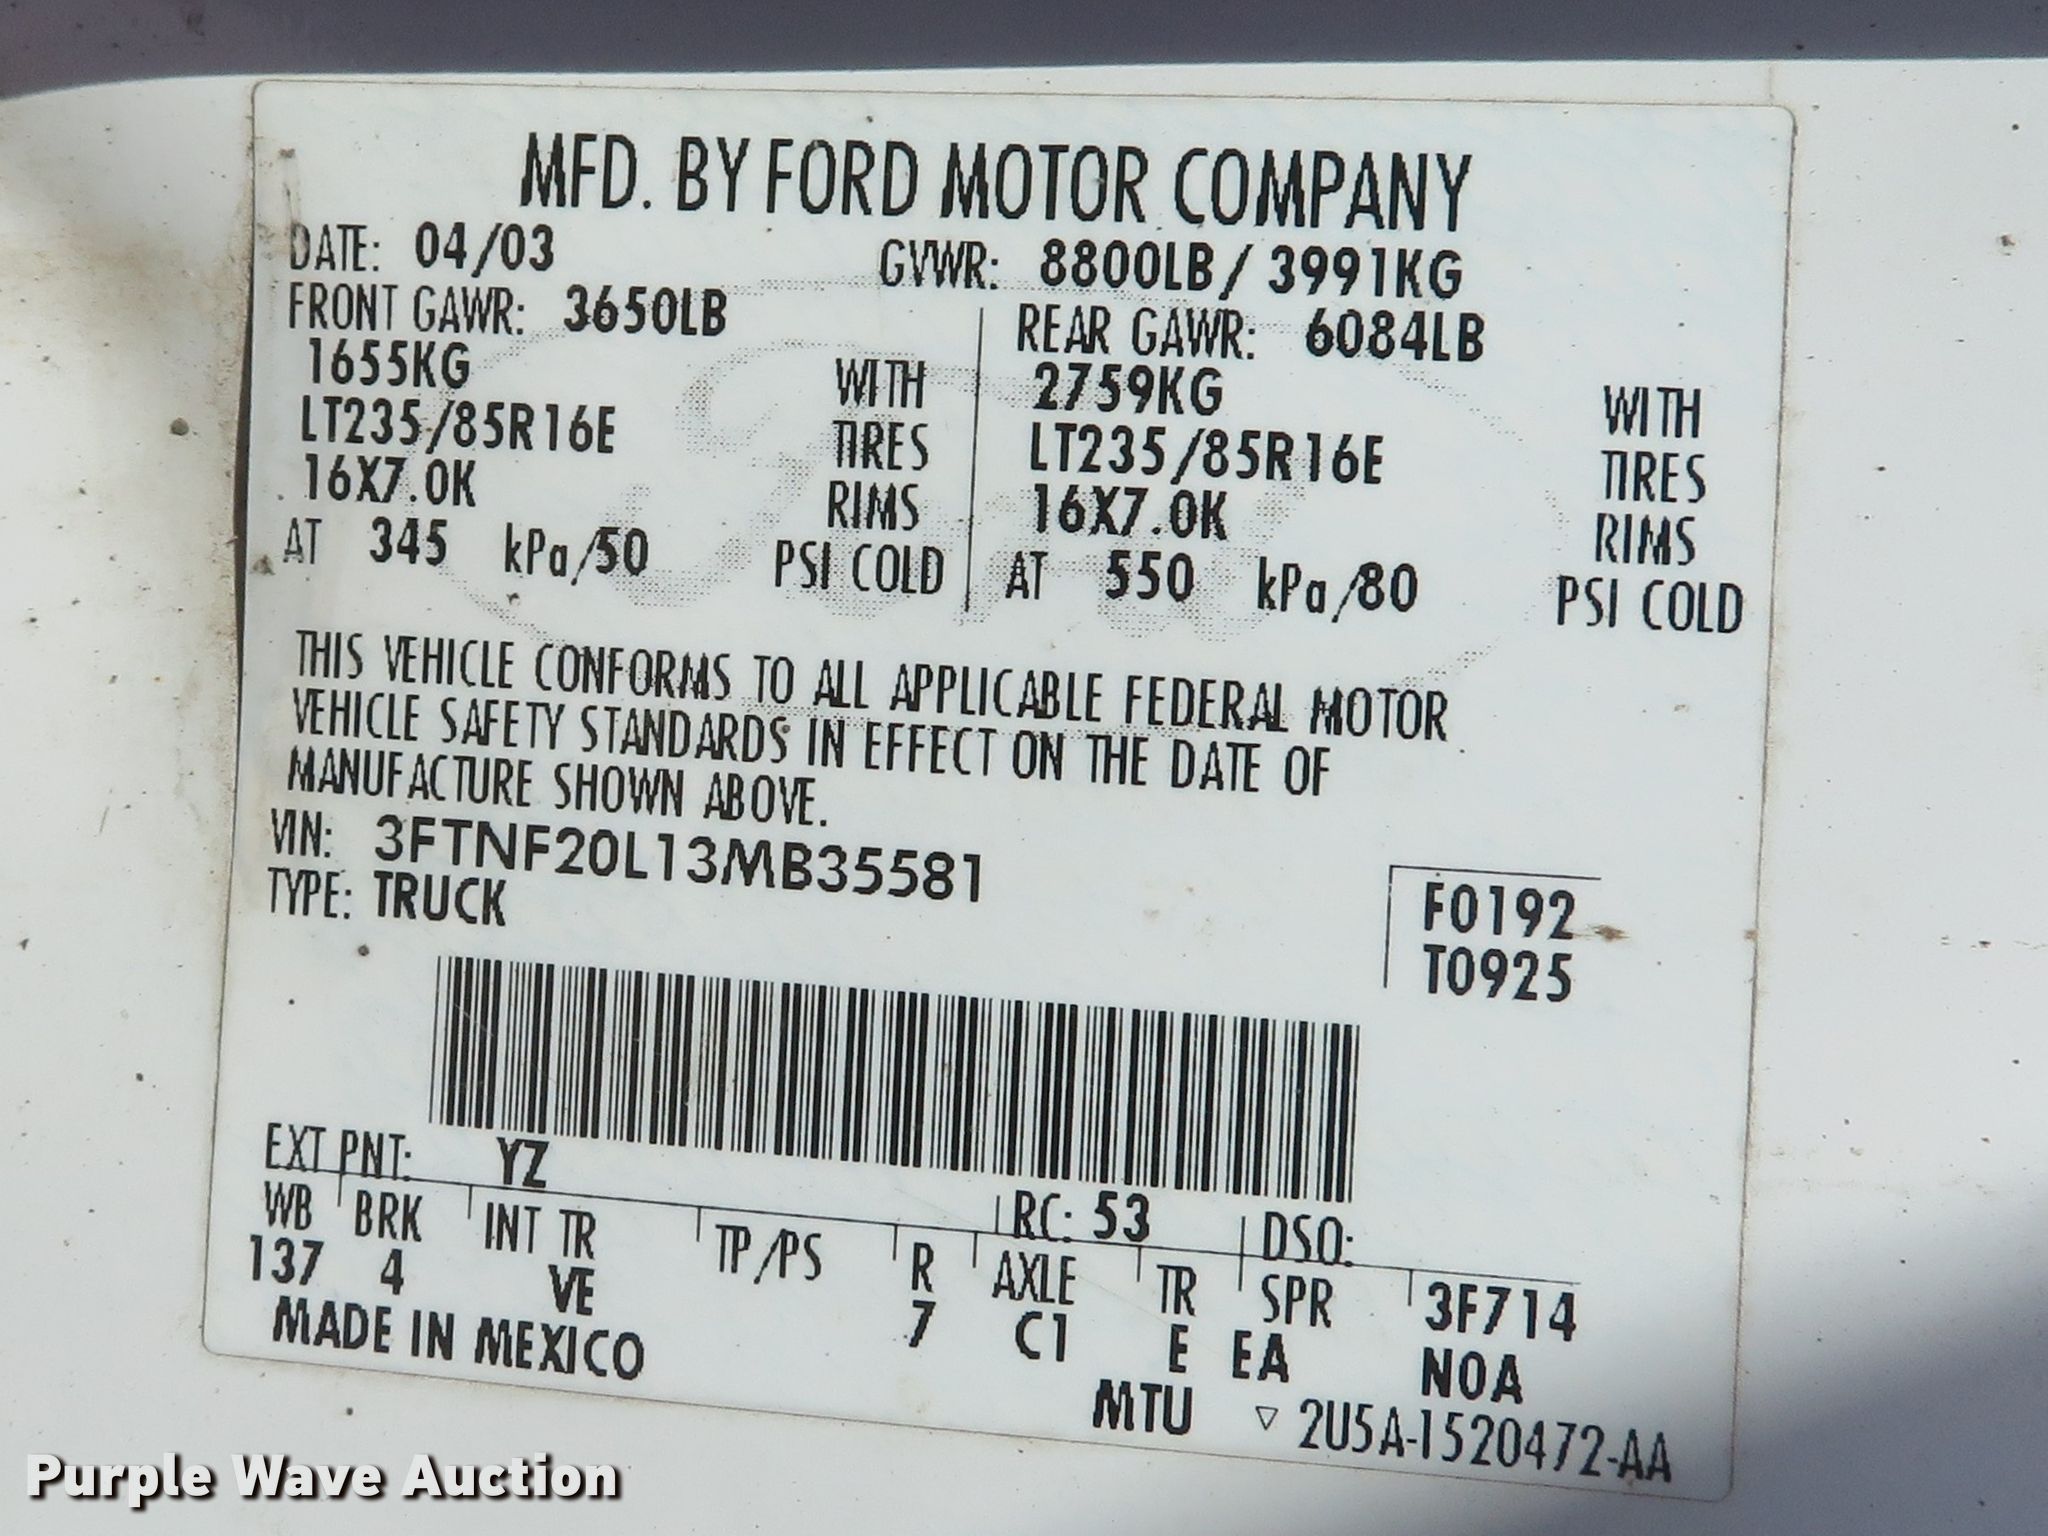 MFD. BY FORD MOTOR COMPANY
DATE: 04/03 GVWR: 8800LB/ 3991KG
FRONT GAWR: 3650LB REAR GAWR: 6084LB
1655KG WITH 2759KG WITH
LT235/85R16E TIRES LT235/85R16E TIRES
16X7.0K RIMS 16X7.0K RIMS
AT 345 kPa/50 PSI COLD AT 550 kPa/80 PSI COLD
THIS VEHICLE CONFORMS TO ALL APPLICABLE FEDERAL MOTOR
VEHICLE SAFETY STANDARDS IN EFFECT ON THE DATE OF
MANUFACTURE SHOWN ABOVE.
VIN: 3FTNF20L13MB35581
TYPE: TRUCK
F0192
T0925
EXT PNT: YZ RC: 53 DSO:
WB BRK INT TR TP/PS R AXLE TR SPR 3F714
137 4 VE 7 C1 E EA NOA
MADE IN MEXICO
MTU ▽ 2U5A-1520472-AA
Ford
Purple Wave Auction